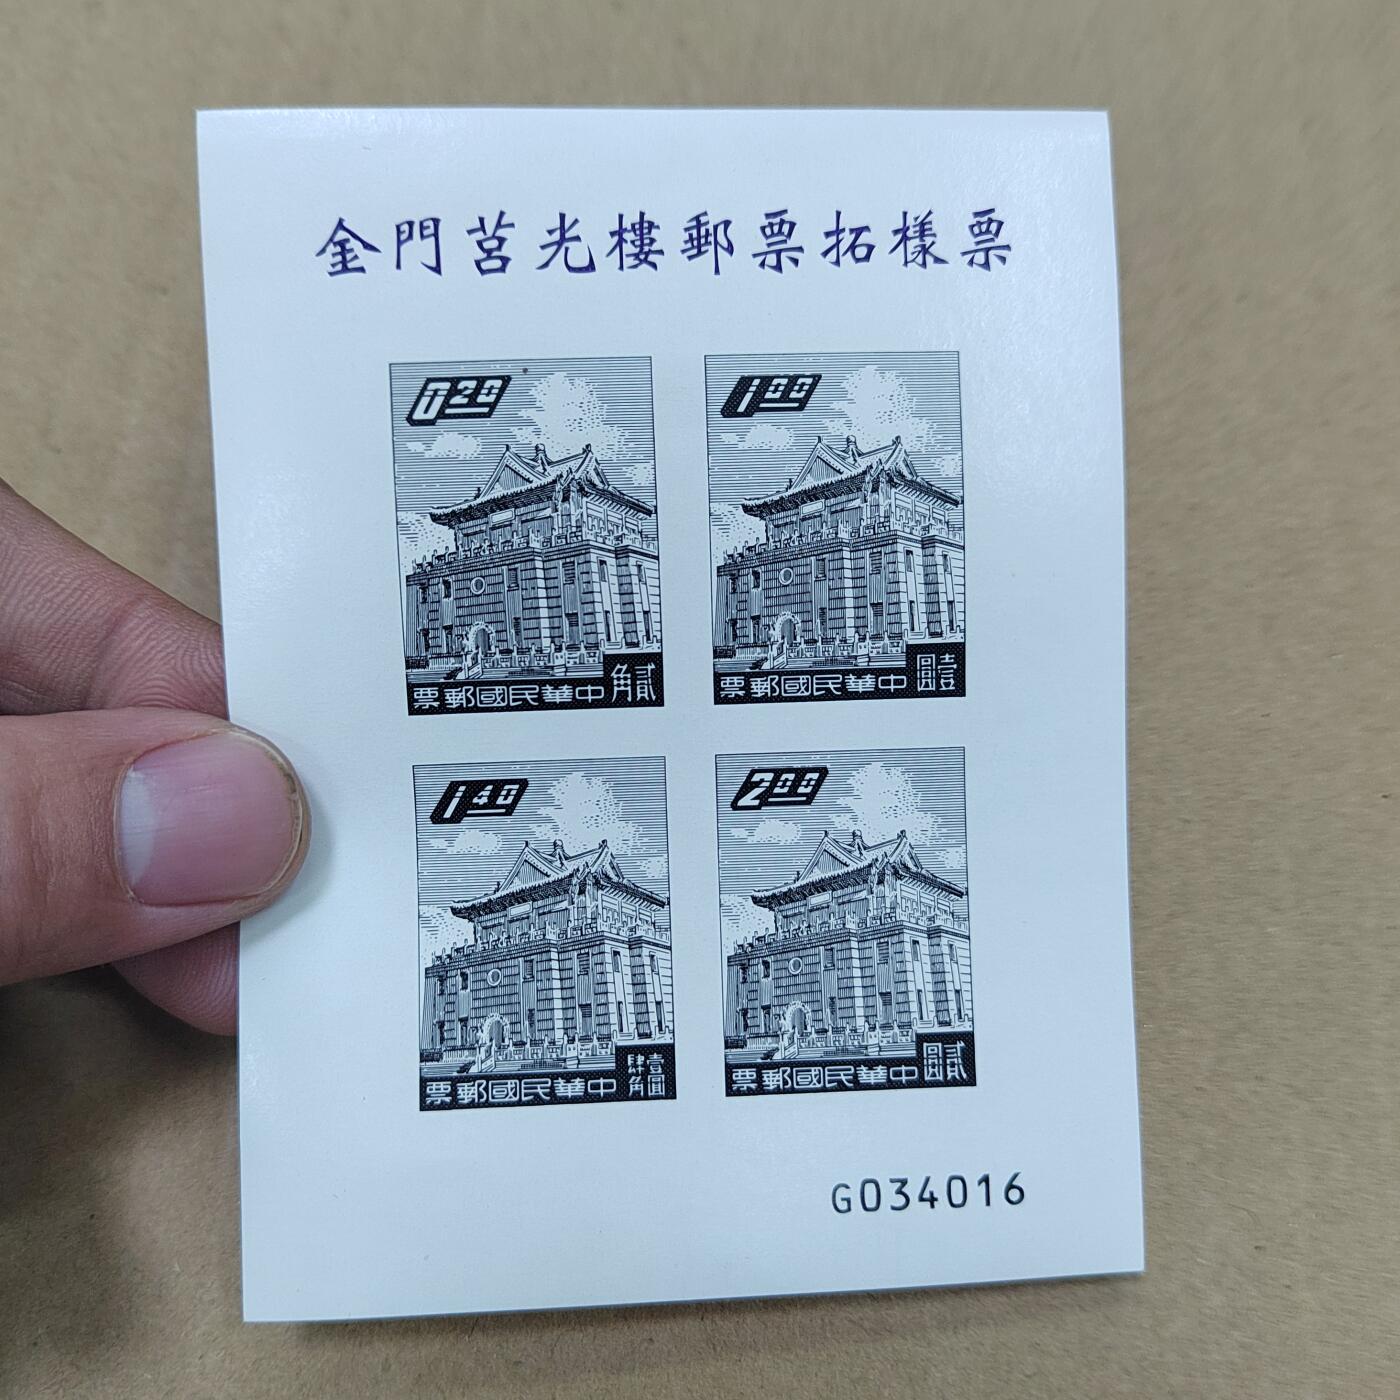 金門莒光樓郵票拓樣票
0 20
1 00
票郵國民華中
貳角
票郵國民華中
壹圓
1 40
2 00
票郵國民華中
壹圓肆角
票郵國民華中
貳圓
G034016